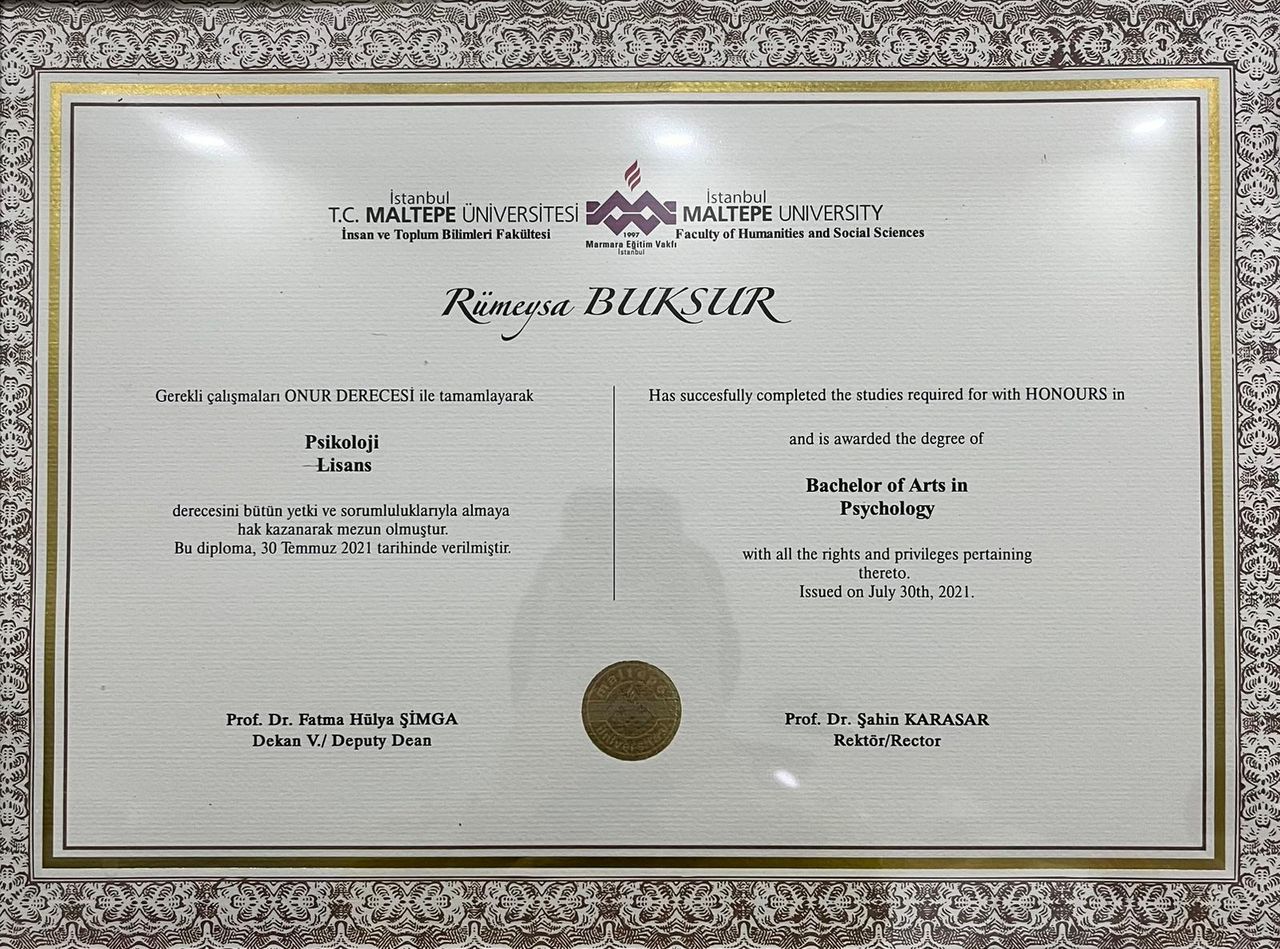 İstanbul
T.C. MALTEPE ÜNİVERSİTESİ
İnsan ve Toplum Bilimleri Fakültesi
1997
Marmara Eğitim Vakfı
İstanbul
İstanbul
MALTEPE UNIVERSITY
Faculty of Humanities and Social Sciences
Rümeysa BUKSUR
Gerekli çalışmaları ONUR DERECESİ ile tamamlayarak
Psikoloji
Lisans
derecesini bütün yetki ve sorumluluklarıyla almaya
hak kazanarak mezun olmuştur.
Bu diploma, 30 Temmuz 2021 tarihinde verilmiştir.
Has succesfully completed the studies required for with HONOURS in
and is awarded the degree of
Bachelor of Arts in
Psychology
with all the rights and privileges pertaining
thereto.
Issued on July 30th, 2021.
Prof. Dr. Fatma Hülya ŞİMGA
Dekan V./ Deputy Dean
maltepe
üniversitesi
Prof. Dr. Şahin KARASAR
Rektör/Rector